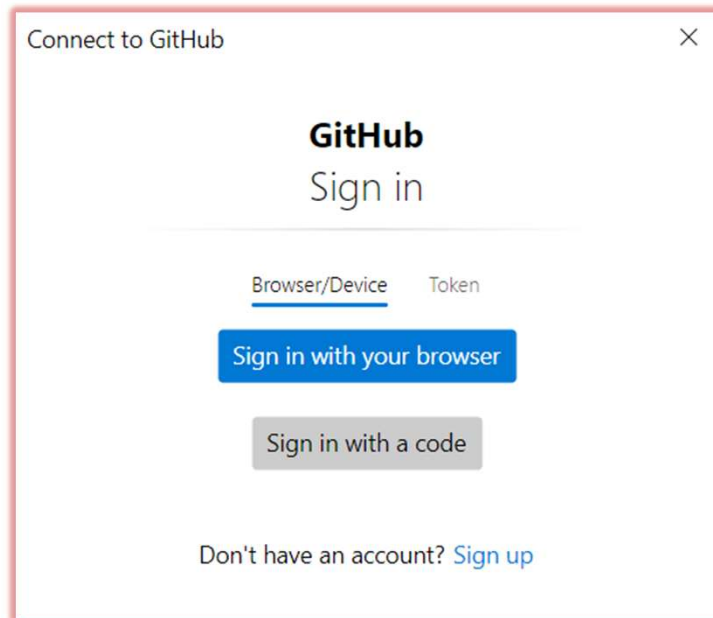 Connect to GitHub
GitHub
Sign in
Browser/Device Token
Sign in with your browser
Sign in with a code
Don't have an account? Sign up